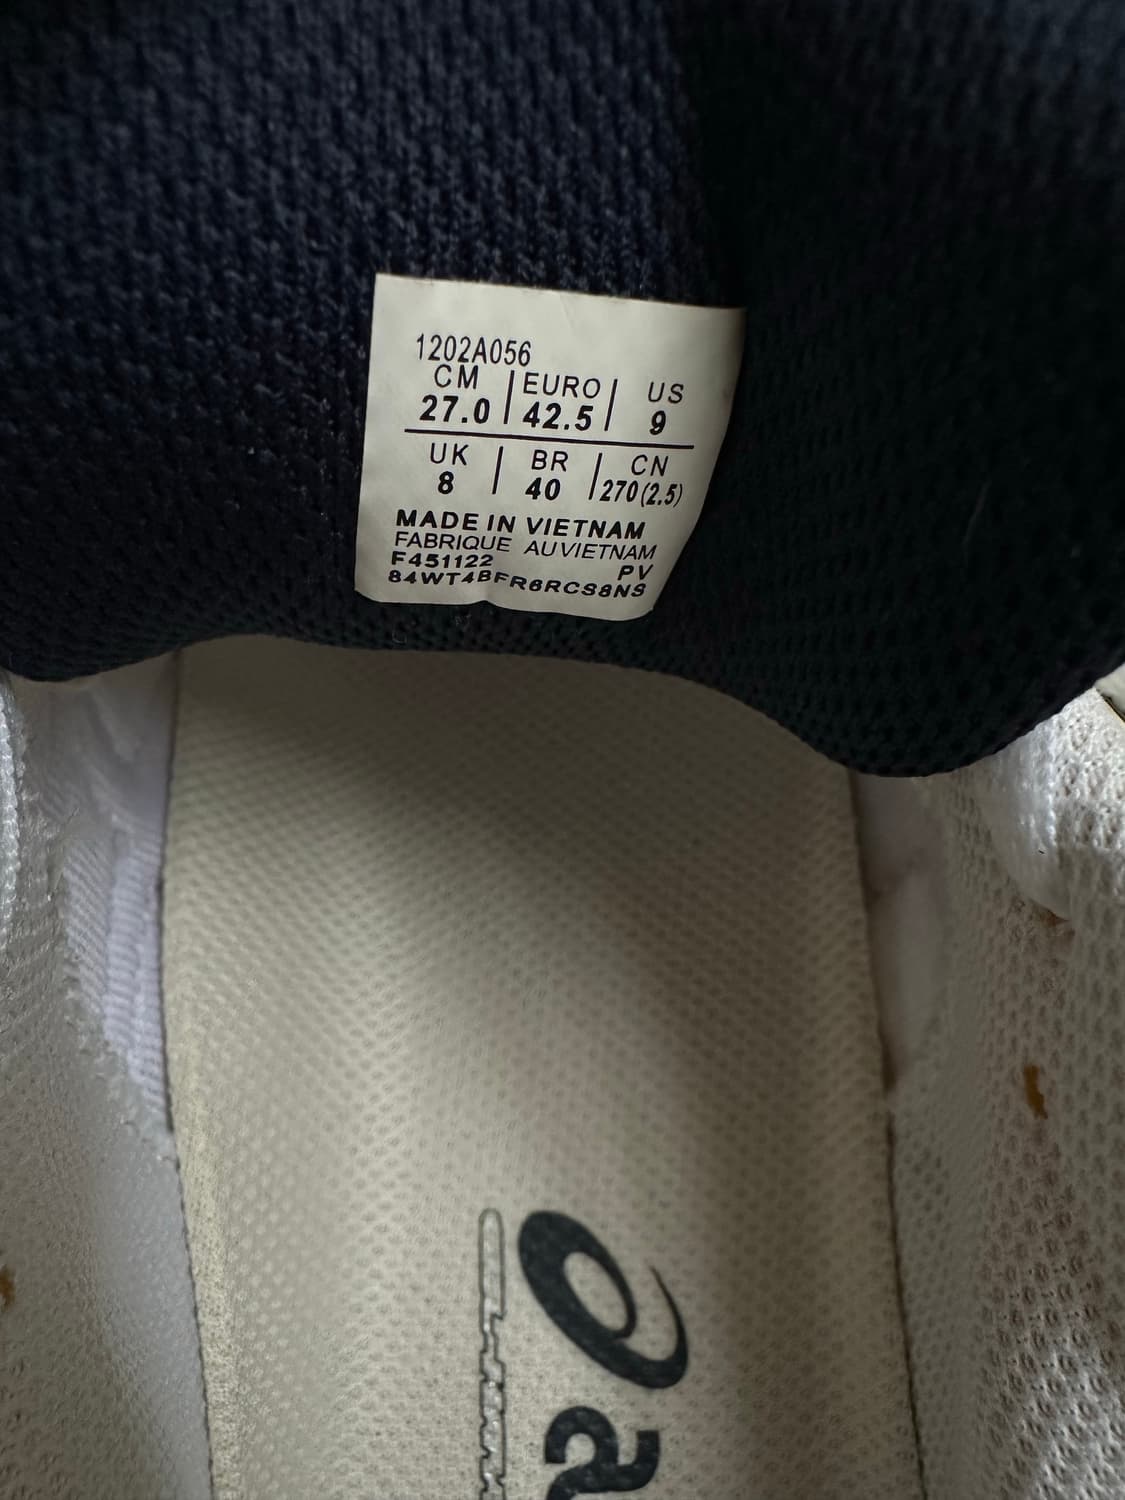 1202A056
CM | EURO | US
27.0 | 42.5 | 9
UK | BR | CN
8 | 40 | 270(2.5)
MADE IN VIETNAM
FABRIQUE AU VIETNAM
F451122 PV
84WT4BFR6RCS8NS
as